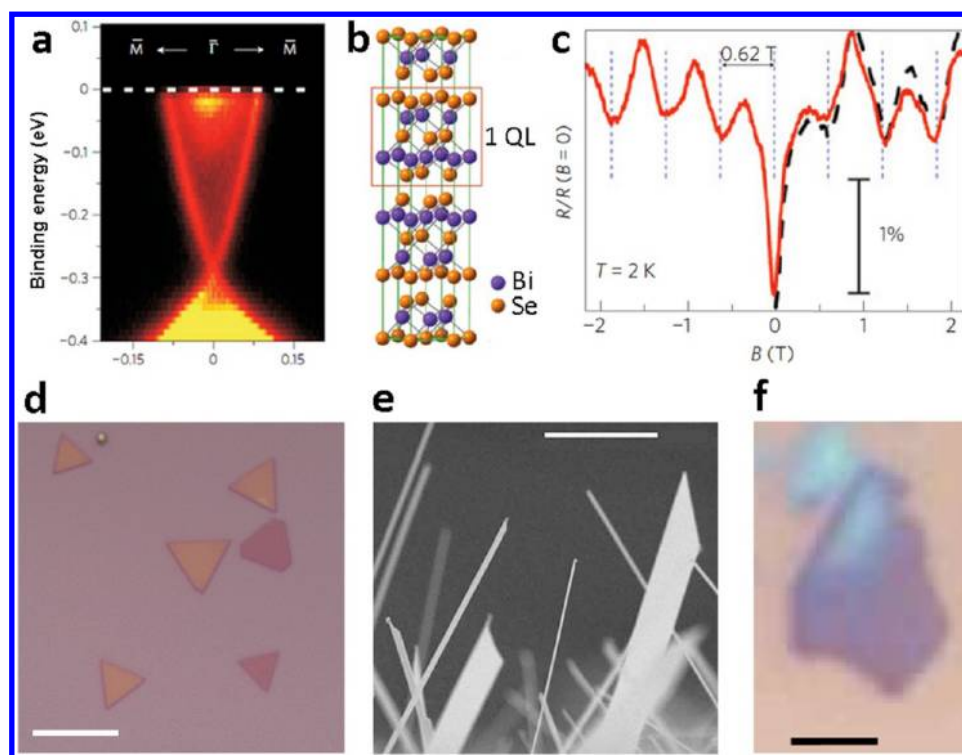 a
0.1
0
-0.1
-0.2
-0.3
-0.4
Binding energy (eV)
M̄ ← Γ̄ → M̄
-0.15 0 0.15
b
1 QL
Bi
Se
c
0.62 T
R/R (B = 0)
1%
T = 2 K
-2 -1 0 1 2
B (T)
d
e
f